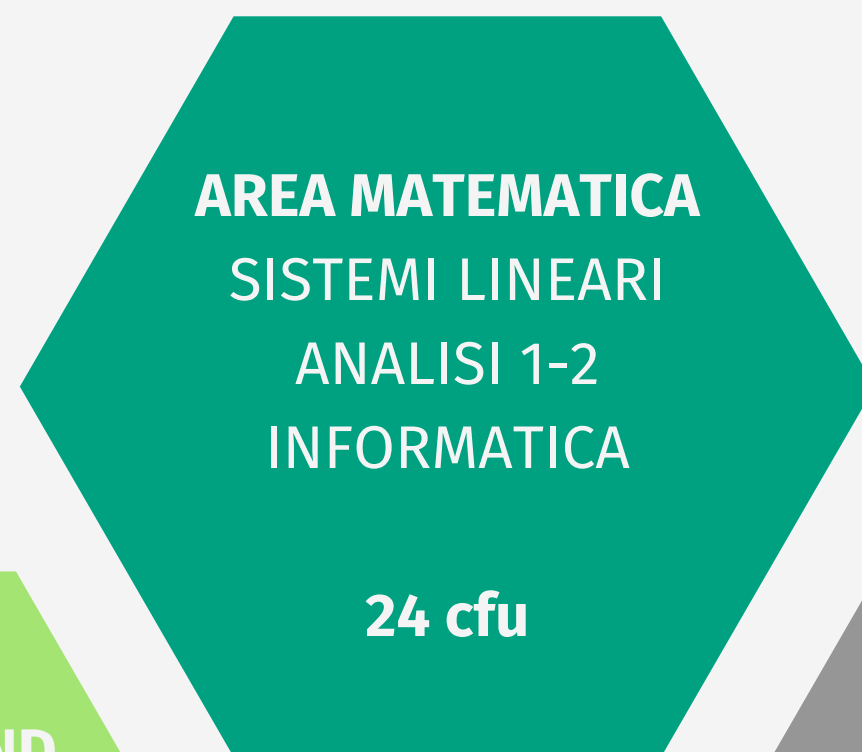 AREA MATEMATICA
SISTEMI LINEARI
ANALISI 1-2
INFORMATICA
24 cfu